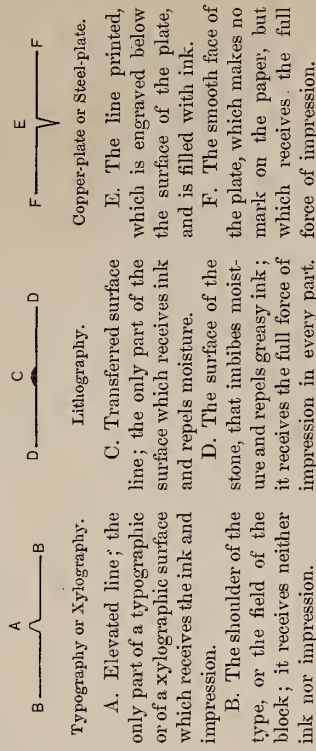 B A B
Typography or Xylography.
A. Elevated line; the
only part of a typographic
or of a xylographic surface
which receives the ink and
impression.
B. The shoulder of the
type, or the field of the
block; it receives neither
ink nor impression.
D C D
Lithography.
C. Transferred surface
line; the only part of the
surface which receives ink
and repels moisture.
D. The surface of the
stone, that imbibes moist-
ure and repels greasy ink;
it receives the full force of
impression in every part.
F E F
Copper-plate or Steel-plate.
E. The line printed,
which is engraved below
the surface of the plate,
and is filled with ink.
F. The smooth face of
the plate, which makes no
mark on the paper, but
which receives the full
force of impression.